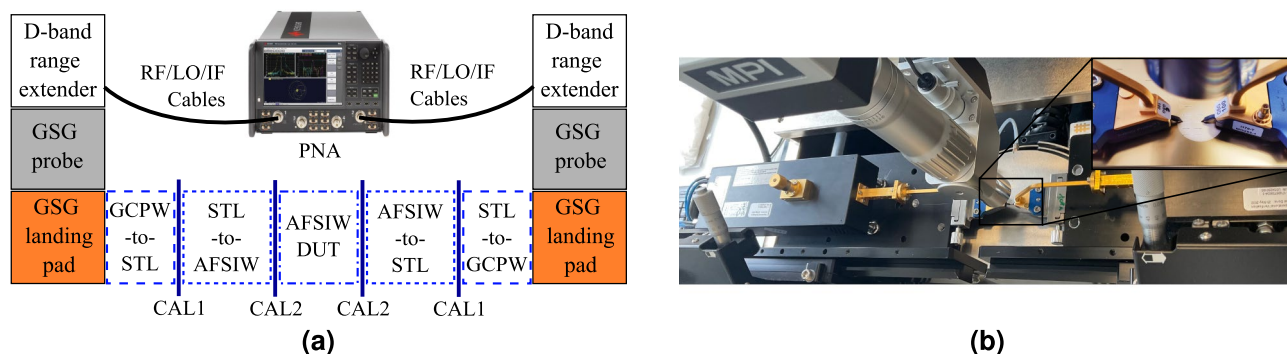 D-band
range
extender
RF/LO/IF
Cables
PNA
RF/LO/IF
Cables
D-band
range
extender
GSG
probe
GSG
probe
GSG
landing
pad
GCPW
-to-
STL
STL
-to-
AFSIW
AFSIW
DUT
AFSIW
-to-
STL
STL
-to-
GCPW
GSG
landing
pad
CAL1
CAL2
CAL2
CAL1
(a)
MPI
(b)